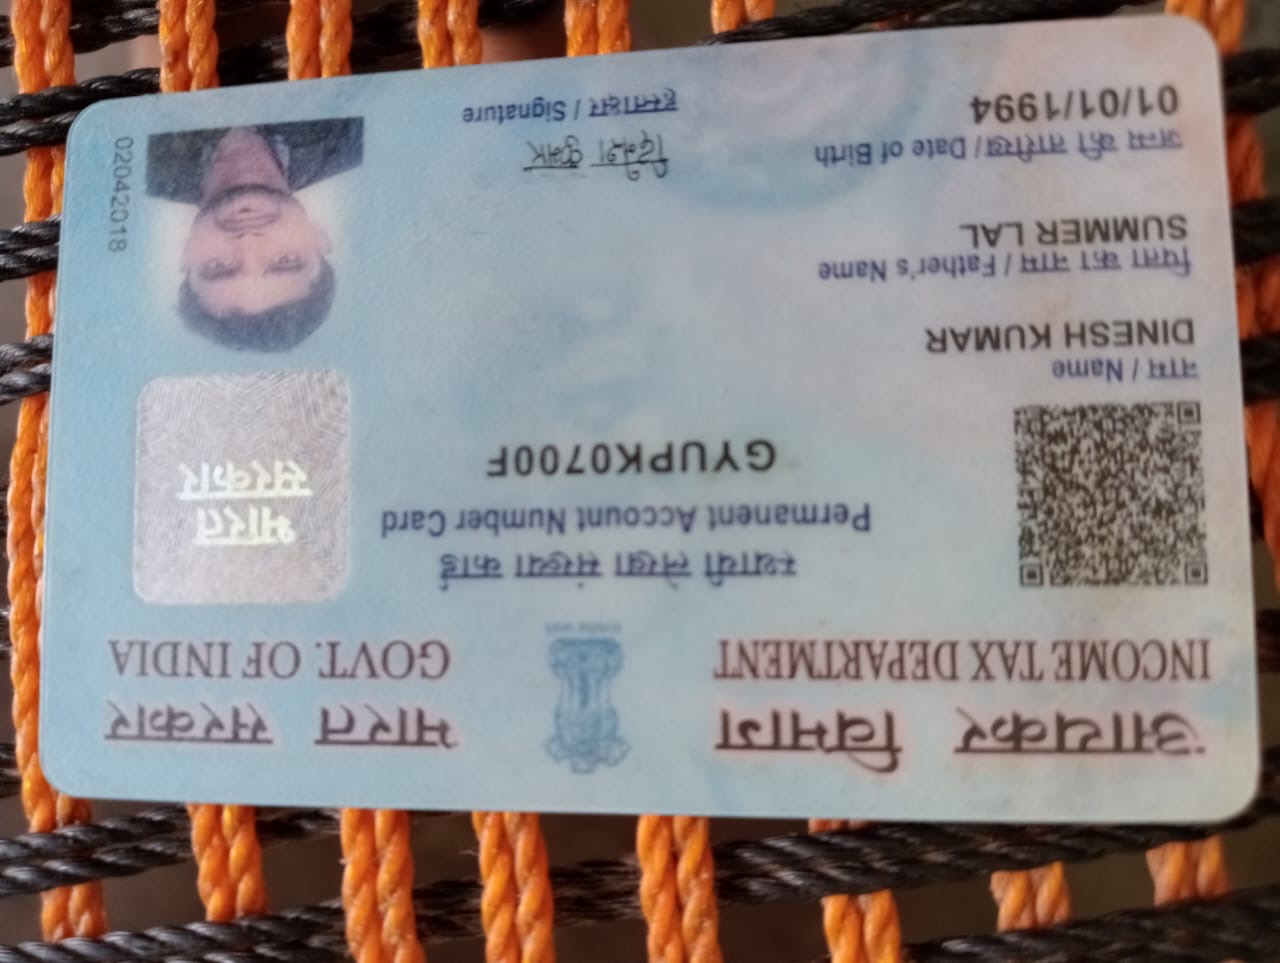 आयकर विभाग
INCOME TAX DEPARTMENT
भारत सरकार
GOVT. OF INDIA
स्थायी लेखा संख्या कार्ड
Permanent Account Number Card
GYUPK0700F
भारत
सरकार
नाम / Name
DINESH KUMAR
पिता का नाम / Father's Name
SUMMER LAL
जन्म की तारीख / Date of Birth
01/01/1994
दिनेश कुमार
हस्ताक्षर / Signature
02042018